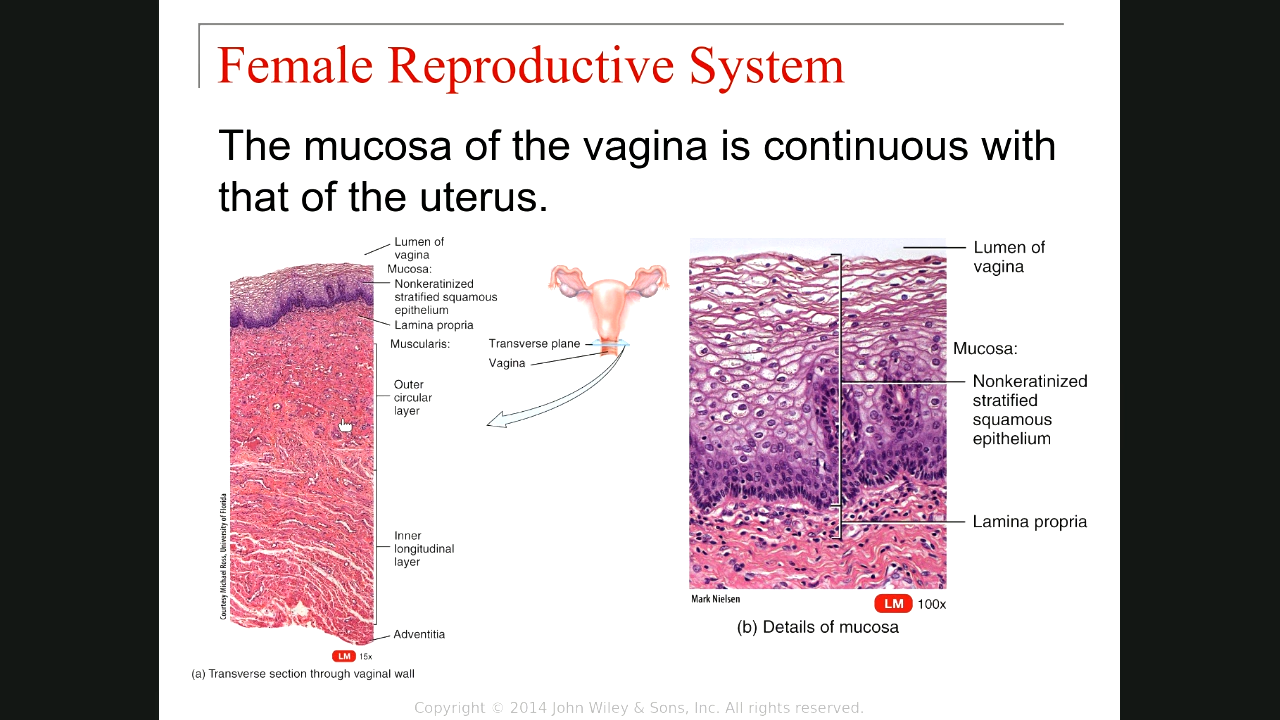 Female Reproductive System
The mucosa of the vagina is continuous with
that of the uterus.
Lumen of
vagina
Mucosa:
Nonkeratinized
stratified squamous
epithelium
Lamina propria
Muscularis:
Outer
circular
layer
Inner
longitudinal
layer
Adventitia
Courtesy Michael Ross, University of Florida
LM 15x
(a) Transverse section through vaginal wall
Transverse plane
Vagina
Lumen of
vagina
Mucosa:
Nonkeratinized
stratified
squamous
epithelium
Lamina propria
Mark Nielsen
LM 100x
(b) Details of mucosa
Copyright © 2014 John Wiley & Sons, Inc. All rights reserved.